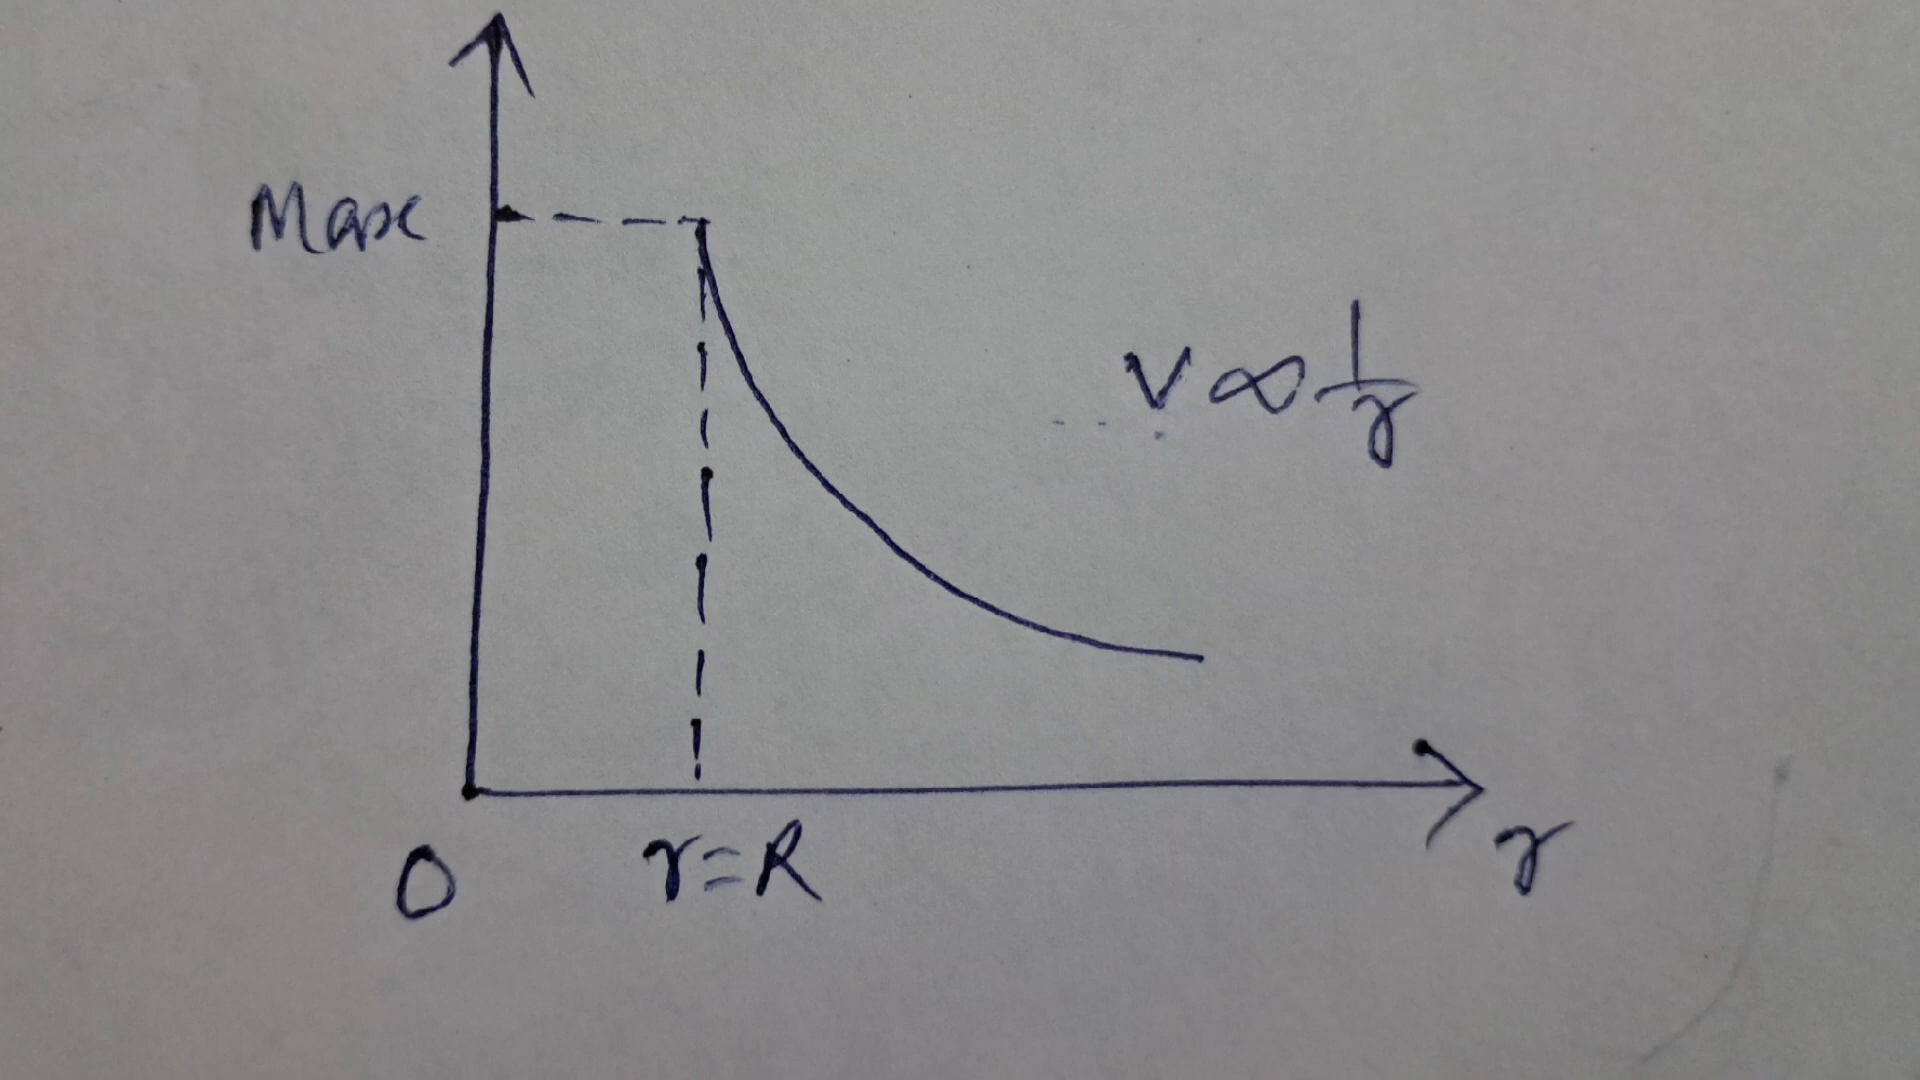 Max
V ∝ 1/r
O
r=R
r